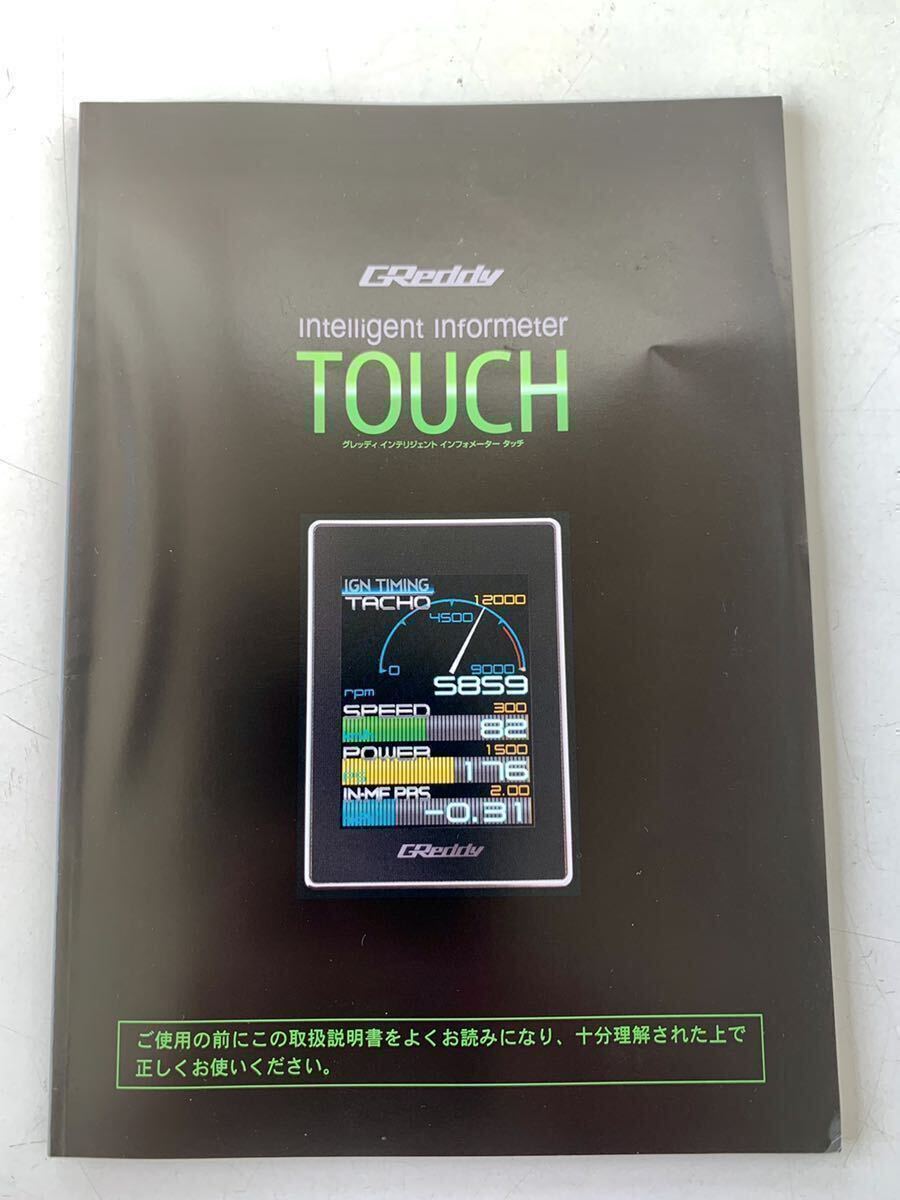 GReddy
Intelligent Informeter
TOUCH
グレッディ インテリジェント インフォメーター タッチ
IGN TIMING
TACHO 12000
4500
0 9000
rpm 5859
SPEED 300
82
POWER 1500
PS 176
IN-MF PRS 2.00
-0.31
GReddy
ご使用の前にこの取扱説明書をよくお読みになり、十分理解された上で
正しくお使いください。